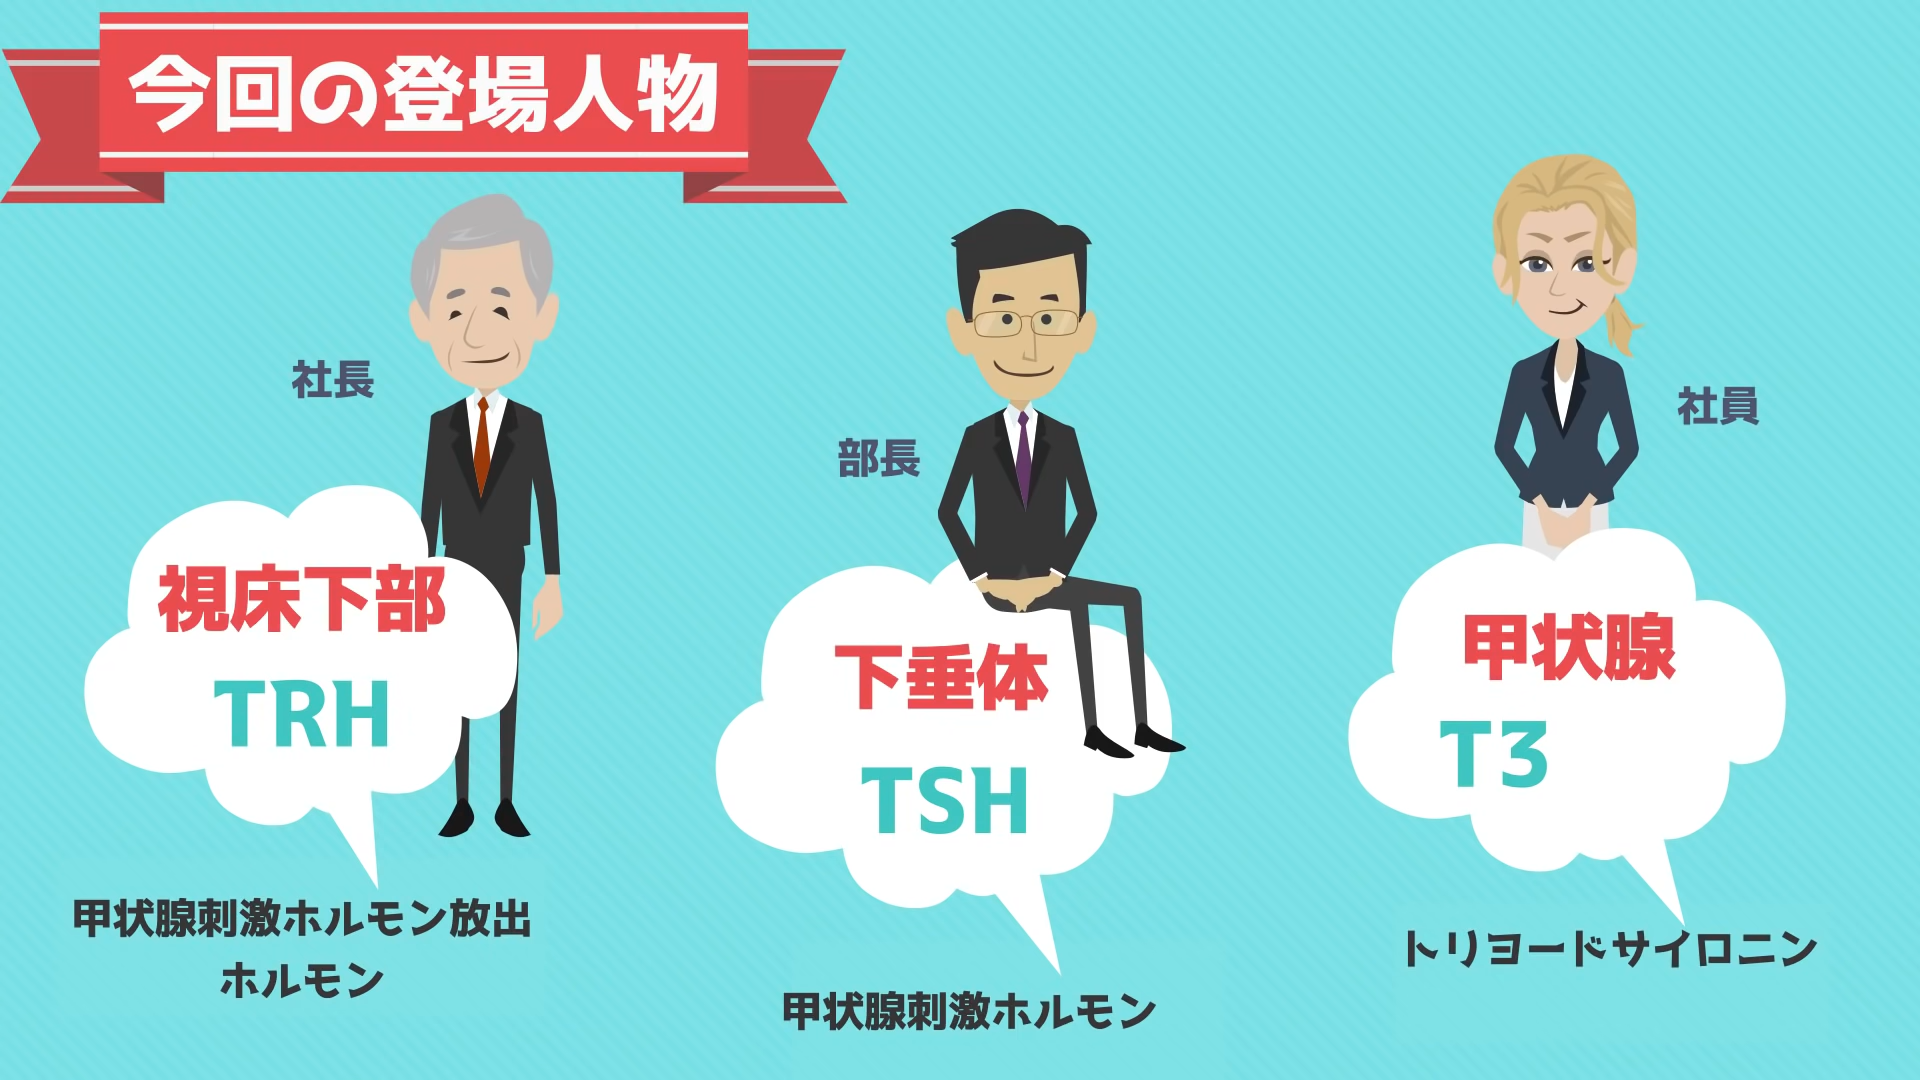 今回の登場人物
社長
視床下部
TRH
甲状腺刺激ホルモン放出
ホルモン
部長
下垂体
TSH
甲状腺刺激ホルモン
社員
甲状腺
T3
トリヨードサイロニン